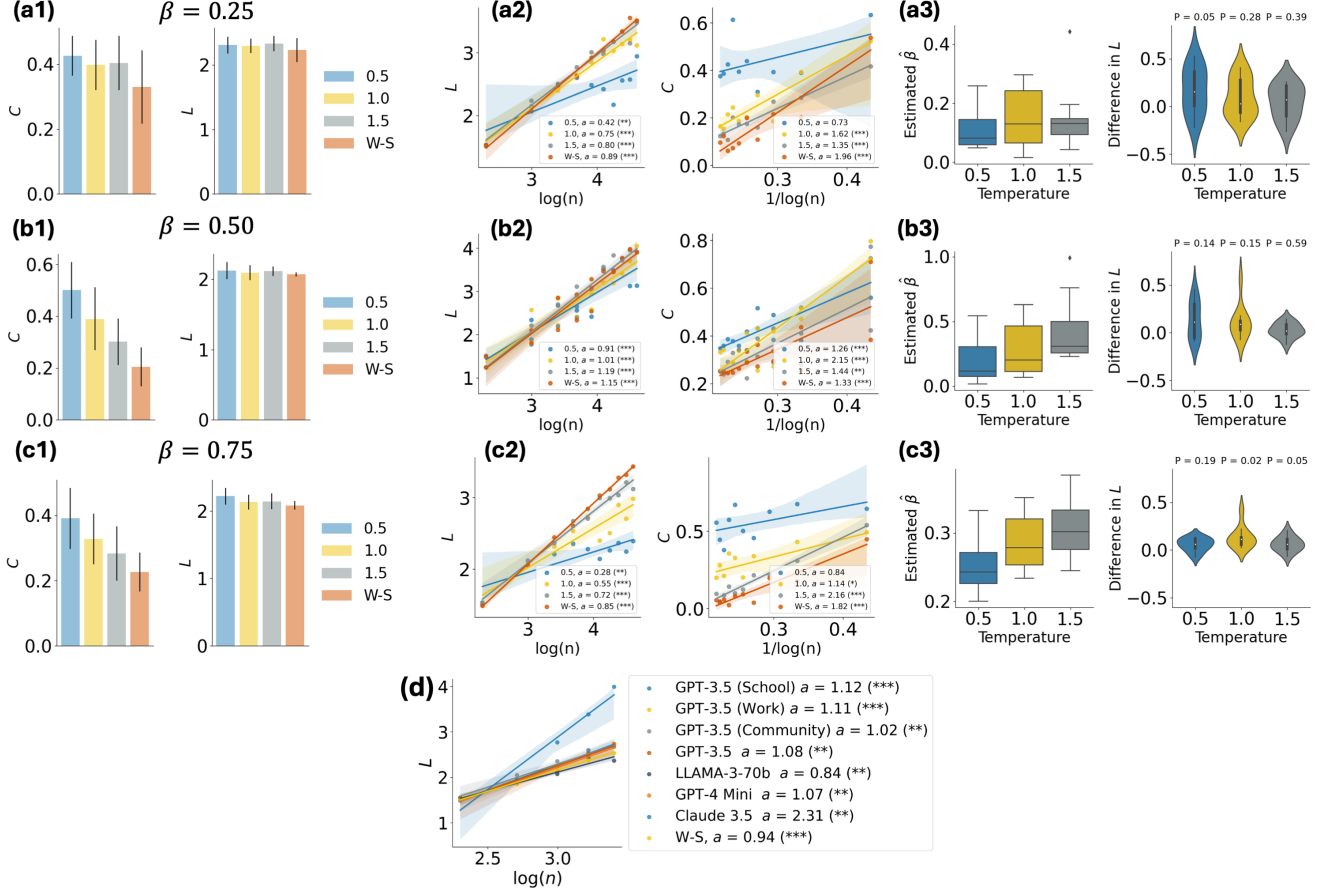 (a1)
β = 0.25
C
0.4
0.2
0.0
L
2
1
0
0.5
1.0
1.5
W-S
(a2)
L
3
2
3
4
log(n)
0.5, a = 0.42 (**)
1.0, a = 0.75 (***)
1.5, a = 0.80 (***)
W-S, a = 0.89 (***)
C
0.6
0.4
0.2
0.0
0.3
0.4
1/log(n)
0.5, a = 0.73
1.0, a = 1.62 (***)
1.5, a = 1.35 (***)
W-S, a = 1.96 (***)
(a3)
Estimated β̂
0.4
0.2
0.0
0.5 1.0 1.5
Temperature
P = 0.05 P = 0.28 P = 0.39
Difference in L
0.5
0.0
−0.5
0.5 1.0 1.5
Temperature
(b1)
β = 0.50
C
0.6
0.4
0.2
0.0
L
2
1
0
0.5
1.0
1.5
W-S
(b2)
L
4
3
2
1
3
4
log(n)
0.5, a = 0.91 (***)
1.0, a = 1.01 (***)
1.5, a = 1.19 (***)
W-S, a = 1.15 (***)
C
0.8
0.6
0.4
0.2
0.3
0.4
1/log(n)
0.5, a = 1.26 (***)
1.0, a = 2.15 (***)
1.5, a = 1.44 (**)
W-S, a = 1.33 (***)
(b3)
Estimated β̂
1.0
0.5
0.0
0.5 1.0 1.5
Temperature
P = 0.14 P = 0.15 P = 0.59
Difference in L
0.5
0.0
−0.5
0.5 1.0 1.5
Temperature
(c1)
β = 0.75
C
0.4
0.2
0.0
L
2
1
0
0.5
1.0
1.5
W-S
(c2)
L
3
2
3
4
log(n)
0.5, a = 0.28 (**)
1.0, a = 0.55 (***)
1.5, a = 0.72 (***)
W-S, a = 0.85 (***)
C
0.5
0.0
0.3
0.4
1/log(n)
0.5, a = 0.84
1.0, a = 1.14 (*)
1.5, a = 2.16 (***)
W-S, a = 1.82 (***)
(c3)
Estimated β̂
0.3
0.2
0.5 1.0 1.5
Temperature
P = 0.19 P = 0.02 P = 0.05
Difference in L
0.5
0.0
−0.5
0.5 1.0 1.5
Temperature
(d)
L
4
3
2
1
2.5
3.0
log(n)
GPT-3.5 (School) a = 1.12 (***)
GPT-3.5 (Work) a = 1.11 (***)
GPT-3.5 (Community) a = 1.02 (**)
GPT-3.5 a = 1.08 (**)
LLAMA-3-70b a = 0.84 (**)
GPT-4 Mini a = 1.07 (**)
Claude 3.5 a = 2.31 (**)
W-S, a = 0.94 (***)